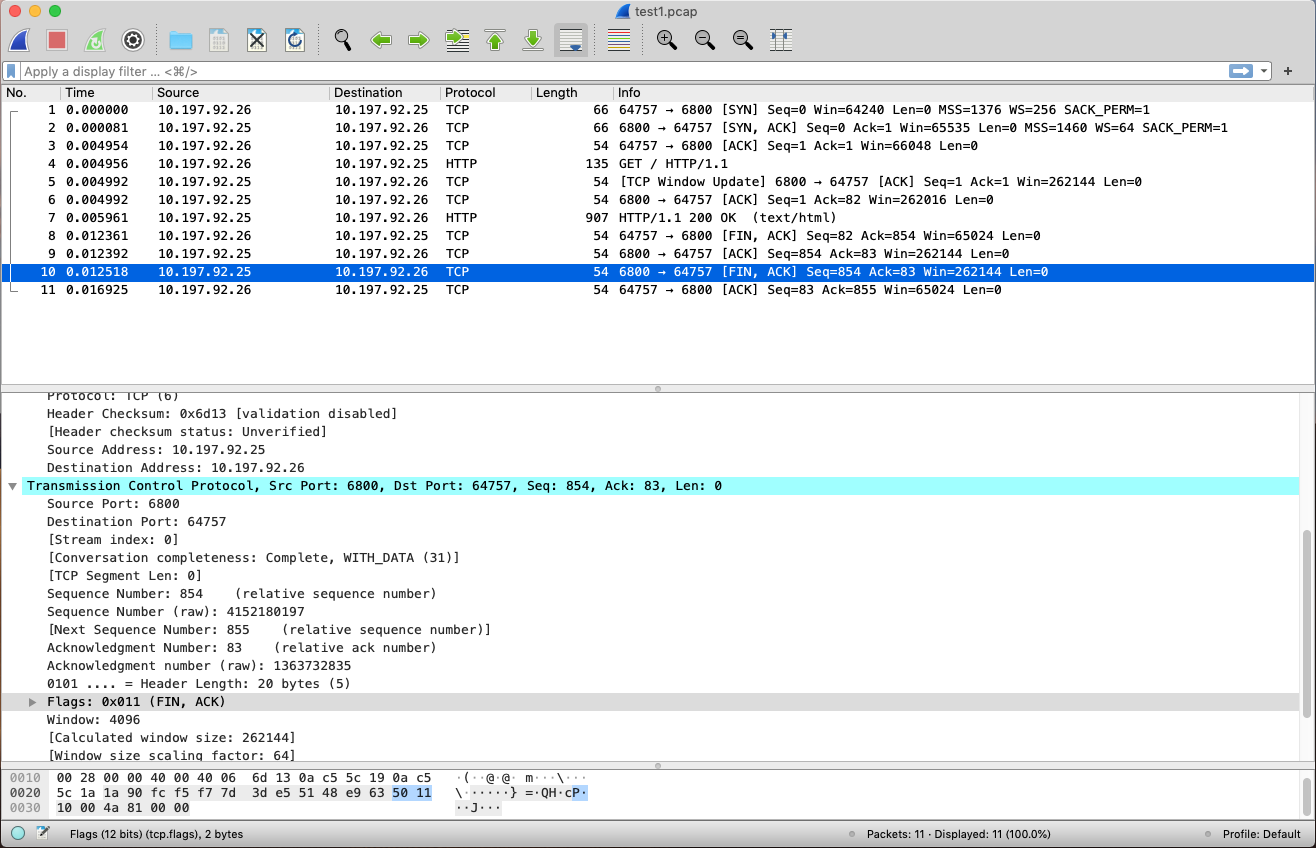 test1.pcap
Apply a display filter ... <⌘/>
No. Time Source Destination Protocol Length Info
1 0.000000 10.197.92.26 10.197.92.25 TCP 66 64757 → 6800 [SYN] Seq=0 Win=64240 Len=0 MSS=1376 WS=256 SACK_PERM=1
2 0.000081 10.197.92.25 10.197.92.26 TCP 66 6800 → 64757 [SYN, ACK] Seq=0 Ack=1 Win=65535 Len=0 MSS=1460 WS=64 SACK_PERM=1
3 0.004954 10.197.92.26 10.197.92.25 TCP 54 64757 → 6800 [ACK] Seq=1 Ack=1 Win=66048 Len=0
4 0.004956 10.197.92.26 10.197.92.25 HTTP 135 GET / HTTP/1.1
5 0.004992 10.197.92.25 10.197.92.26 TCP 54 [TCP Window Update] 6800 → 64757 [ACK] Seq=1 Ack=1 Win=262144 Len=0
6 0.004992 10.197.92.25 10.197.92.26 TCP 54 6800 → 64757 [ACK] Seq=1 Ack=82 Win=262016 Len=0
7 0.005961 10.197.92.25 10.197.92.26 HTTP 907 HTTP/1.1 200 OK  (text/html)
8 0.012361 10.197.92.26 10.197.92.25 TCP 54 64757 → 6800 [FIN, ACK] Seq=82 Ack=854 Win=65024 Len=0
9 0.012392 10.197.92.25 10.197.92.26 TCP 54 6800 → 64757 [ACK] Seq=854 Ack=83 Win=262144 Len=0
10 0.012518 10.197.92.25 10.197.92.26 TCP 54 6800 → 64757 [FIN, ACK] Seq=854 Ack=83 Win=262144 Len=0
11 0.016925 10.197.92.26 10.197.92.25 TCP 54 64757 → 6800 [ACK] Seq=83 Ack=855 Win=65024 Len=0
Protocol: TCP (6)
Header Checksum: 0x6d13 [validation disabled]
[Header checksum status: Unverified]
Source Address: 10.197.92.25
Destination Address: 10.197.92.26
Transmission Control Protocol, Src Port: 6800, Dst Port: 64757, Seq: 854, Ack: 83, Len: 0
Source Port: 6800
Destination Port: 64757
[Stream index: 0]
[Conversation completeness: Complete, WITH_DATA (31)]
[TCP Segment Len: 0]
Sequence Number: 854    (relative sequence number)
Sequence Number (raw): 4152180197
[Next Sequence Number: 855    (relative sequence number)]
Acknowledgment Number: 83    (relative ack number)
Acknowledgment number (raw): 1363732835
0101 .... = Header Length: 20 bytes (5)
Flags: 0x011 (FIN, ACK)
Window: 4096
[Calculated window size: 262144]
[Window size scaling factor: 64]
0010 00 28 00 00 40 00 40 06 6d 13 0a c5 5c 19 0a c5 ·(··@·@· m···\···
0020 5c 1a 1a 90 fc f5 f7 7d 3d e5 51 48 e9 63 50 11 \······} =·QH·cP·
0030 10 00 4a 81 00 00 ··J···
Flags (12 bits) (tcp.flags), 2 bytes Packets: 11 · Displayed: 11 (100.0%) Profile: Default